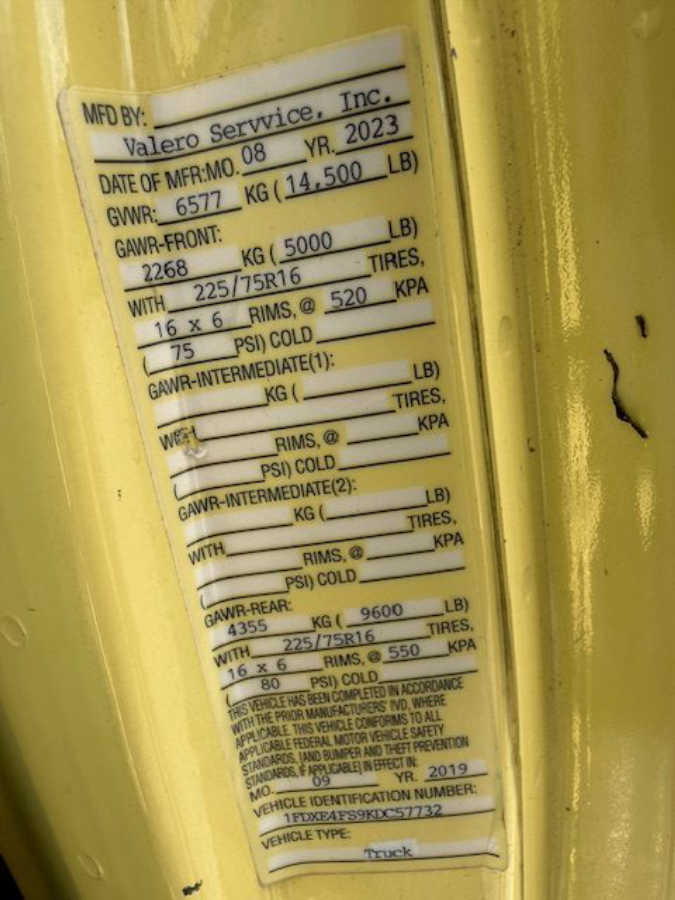 MFD BY:
Valero Servvice, Inc.
DATE OF MFR:MO. 08 YR. 2023
GVWR: 6577 KG ( 14,500 LB)
GAWR-FRONT:
2268 KG ( 5000 LB)
WITH 225/75R16 TIRES,
16 x 6 RIMS, @ 520 KPA
( 75 PSI) COLD
GAWR-INTERMEDIATE(1):
KG ( LB)
WITH TIRES,
RIMS, @ KPA
( PSI) COLD
GAWR-INTERMEDIATE(2):
KG ( LB)
WITH TIRES,
RIMS, @ KPA
( PSI) COLD
GAWR-REAR:
4355 KG ( 9600 LB)
WITH 225/75R16 TIRES,
16 x 6 RIMS, @ 550 KPA
( 80 PSI) COLD
THIS VEHICLE HAS BEEN COMPLETED IN ACCORDANCE
WITH THE PRIOR MANUFACTURERS' IVD, WHERE
APPLICABLE. THIS VEHICLE CONFORMS TO ALL
APPLICABLE FEDERAL MOTOR VEHICLE SAFETY
STANDARDS, [AND BUMPER AND THEFT PREVENTION
STANDARDS, IF APPLICABLE] IN EFFECT IN:
MO. 09 YR. 2019
VEHICLE IDENTIFICATION NUMBER:
1FDXE4FS9KDC57732
VEHICLE TYPE:
Truck